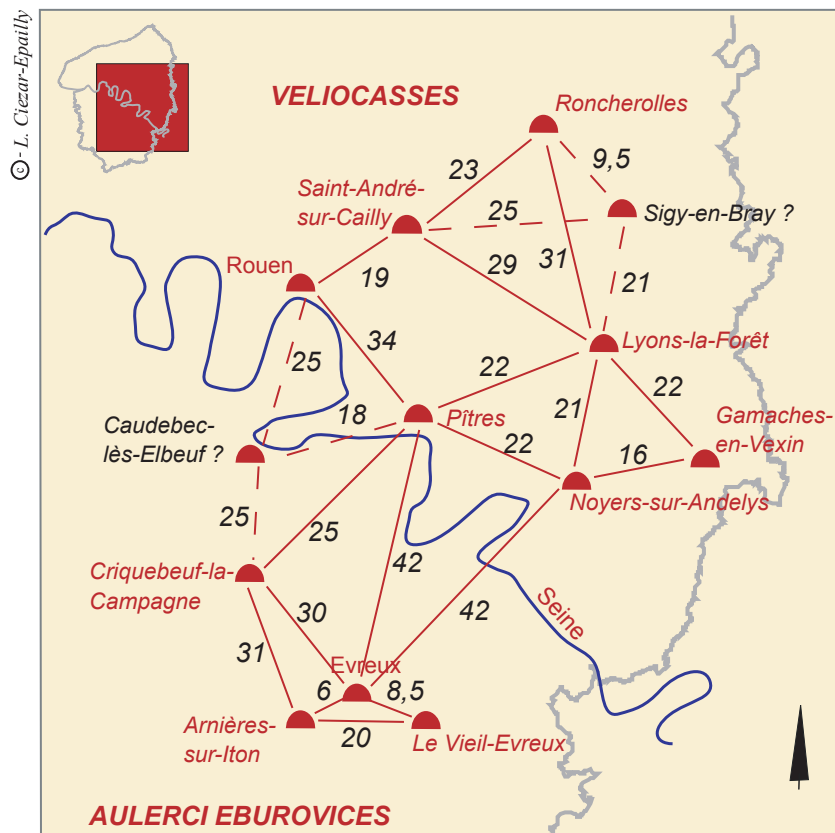 © - L. Ciezar-Epailly
VELIOCASSES
Roncherolles
23
9,5
Saint-André-
sur-Cailly
25
Sigy-en-Bray ?
Rouen
19
29
31
21
34
Lyons-la-Forêt
25
22
22
18
21
Caudebec-
lès-Elbeuf ?
Pîtres
Gamaches-
en-Vexin
22
16
Noyers-sur-Andelys
25
25
42
Criquebeuf-la-
Campagne
30
42
Seine
31
Evreux
6
8,5
Arnières-
sur-Iton
20
Le Vieil-Evreux
AULERCI EBUROVICES